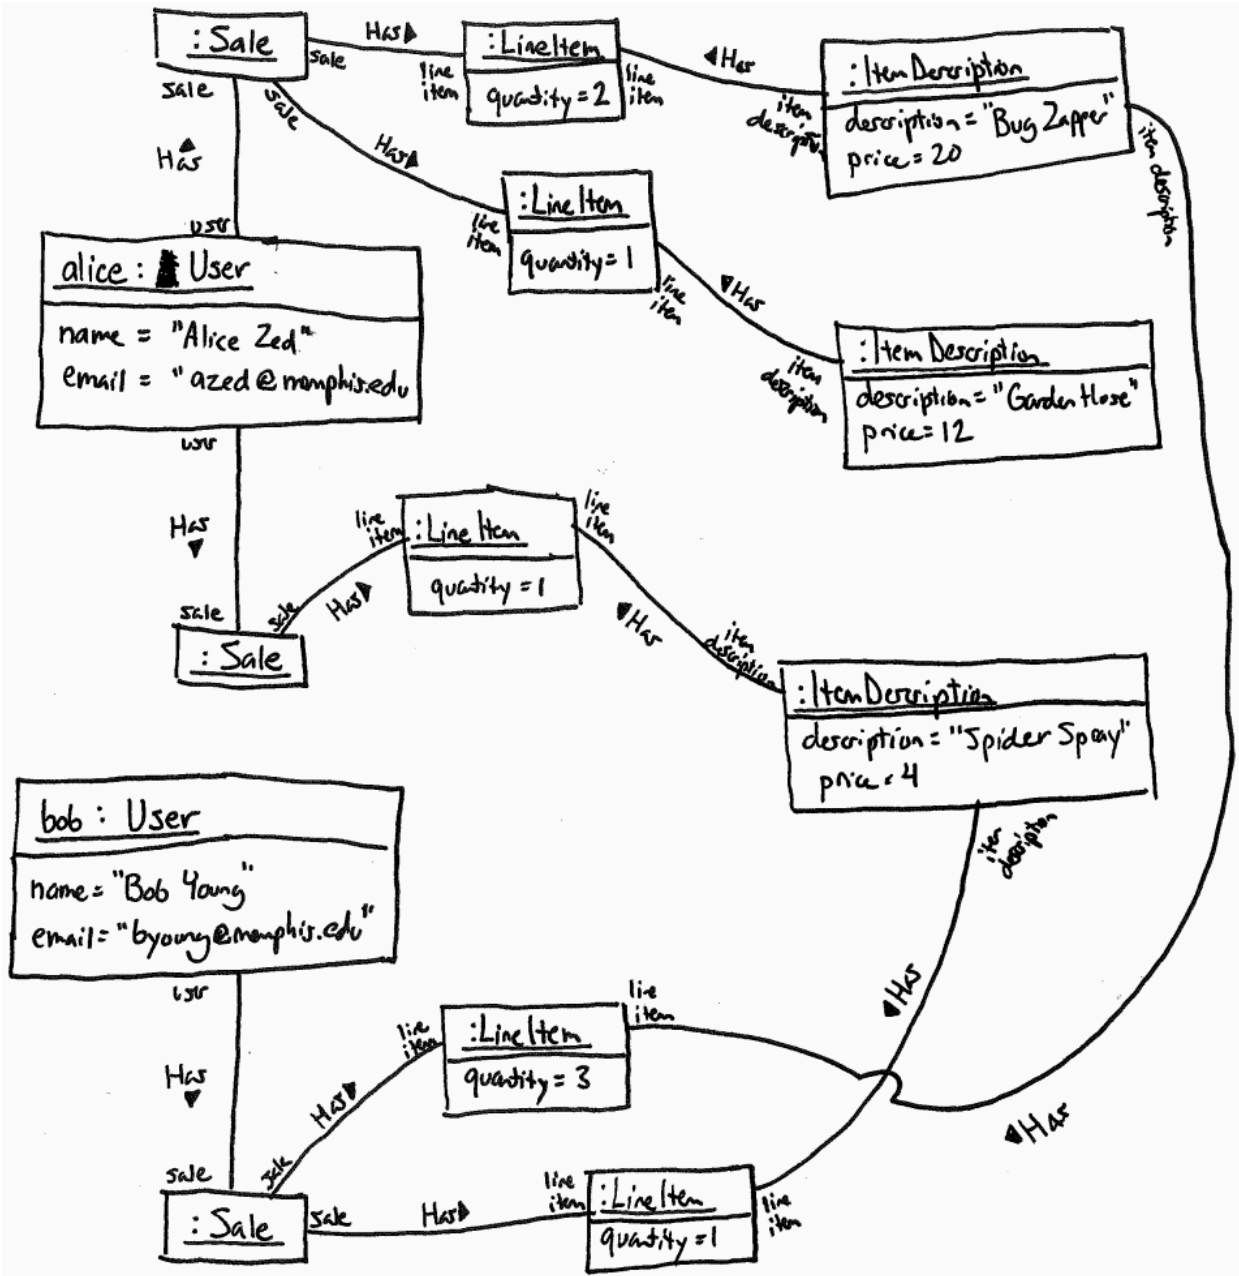 :Sale
sale
Has▶
line
item
:LineItem
quantity=2
line
item
◀Has
item
description
:ItemDescription
description="Bug Zapper"
price=20
item description
sale
Has
user
sale
Has▶
line
item
:LineItem
quantity=1
line
item
◀Has
item
description
:ItemDescription
description="Garden Hose"
price=12
alice: User
name = "Alice Zed"
email = "azed@memphis.edu
user
Has
sale
:Sale
sale
Has▶
line
item
:LineItem
quantity=1
line
item
◀Has
item
description
:ItemDescription
description="Spider Spray"
price=4
item
description
◀Has
bob: User
name="Bob Young"
email="byoung@memphis.edu"
user
Has
sale
:Sale
sale
Has▶
line
item
:LineItem
quantity=3
line
item
◀Has
sale
Has▶
line
item
:LineItem
quantity=1
line
item